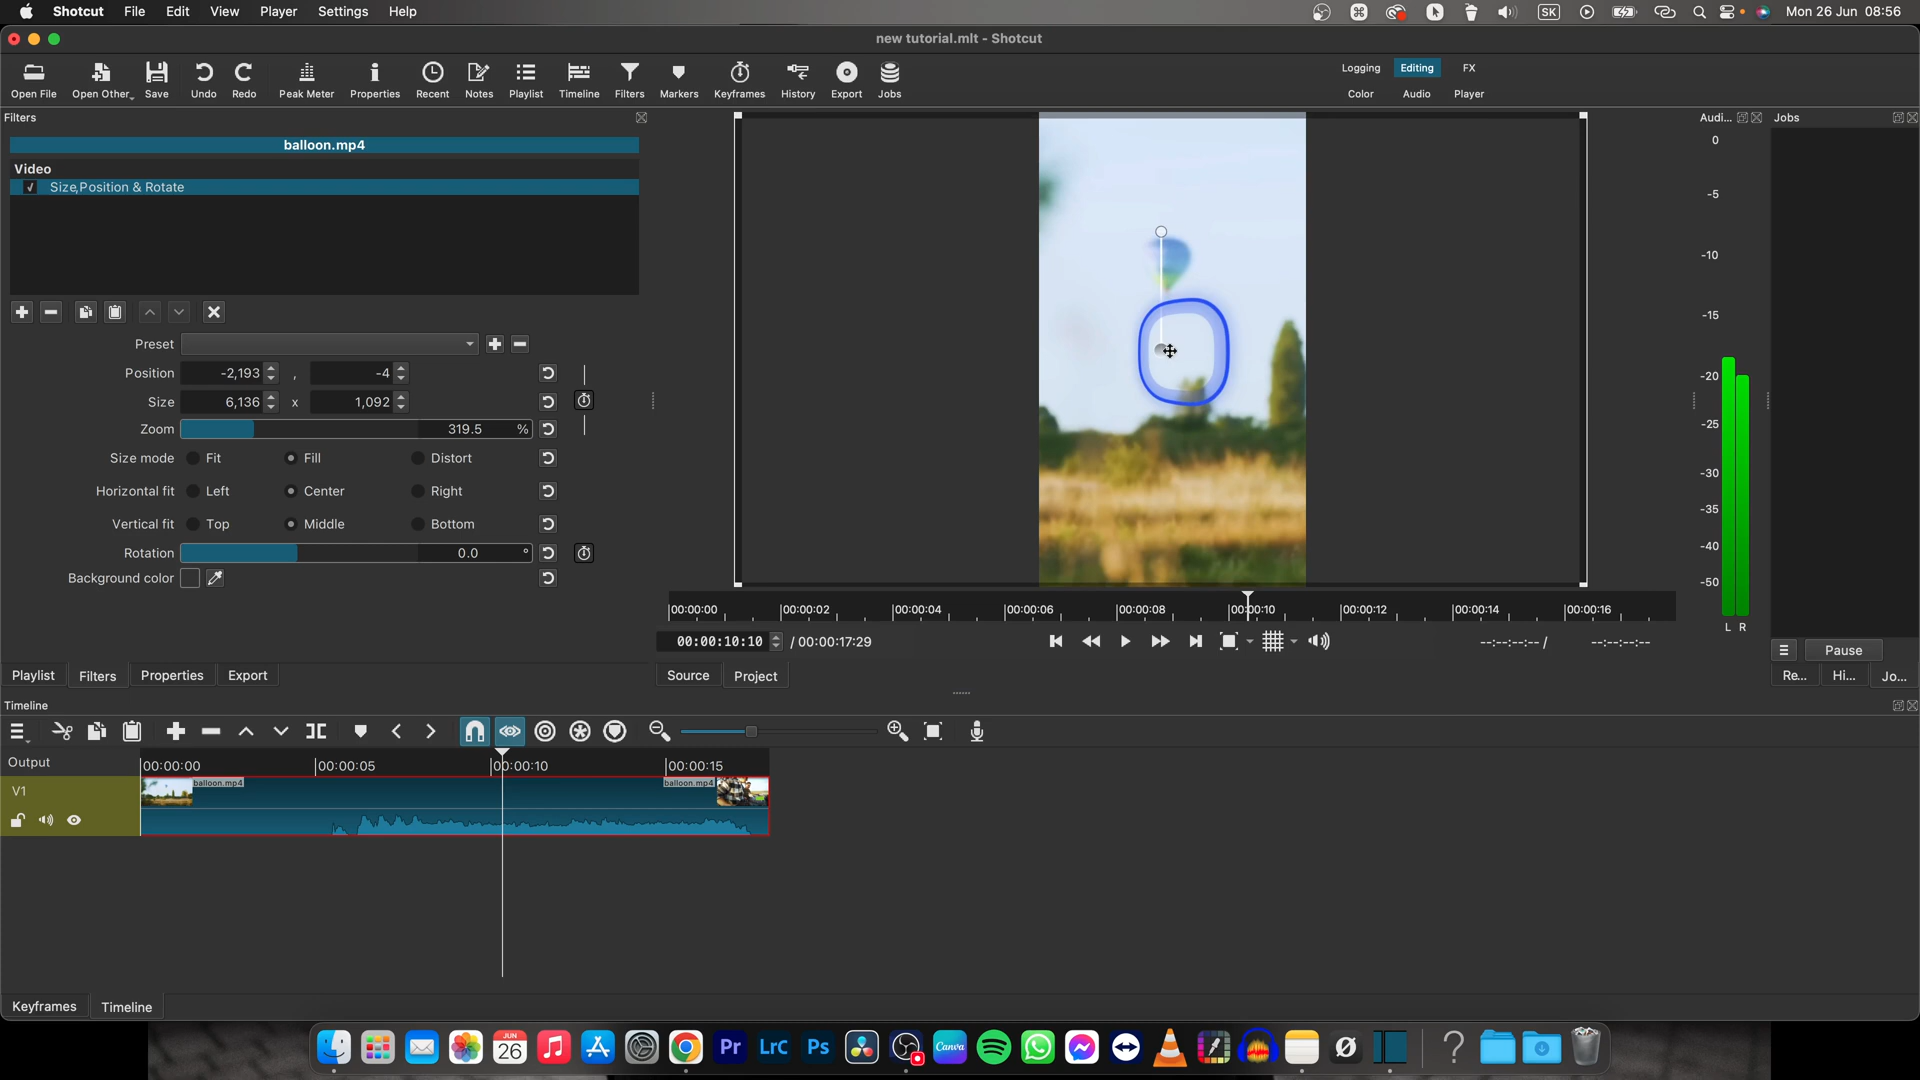 Shotcut File Edit View Player Settings Help
SK Mon 26 Jun 08:56
new tutorial.mlt - Shotcut
Open File Open Other.. Save Undo Redo Peak Meter Properties Recent Notes Playlist Timeline Filters Markers Keyframes History Export Jobs
Logging Editing FX
Color Audio Player
Filters
balloon.mp4
Video
Size,Position & Rotate
Preset
Position -2,193 , -4
Size 6,136 x 1,092
Zoom 319.5 %
Size mode Fit Fill Distort
Horizontal fit Left Center Right
Vertical fit Top Middle Bottom
Rotation 0.0 °
Background color
Playlist Filters Properties Export
00:00:00 00:00:02 00:00:04 00:00:06 00:00:08 00:00:10 00:00:12 00:00:14 00:00:16
00:00:10:10 / 00:00:17:29
--:--:--:-- / --:--:--:--
Source Project
Audi...
0
-5
-10
-15
-20
-25
-30
-35
-40
-45
-50
L R
Jobs
Pause
Re... Hi... Jo...
Timeline
Output
00:00:00 00:00:05 00:00:10 00:00:15
V1
balloon.mp4 balloon.mp4
Keyframes Timeline
JUN
26
Pr LrC Ps Canva